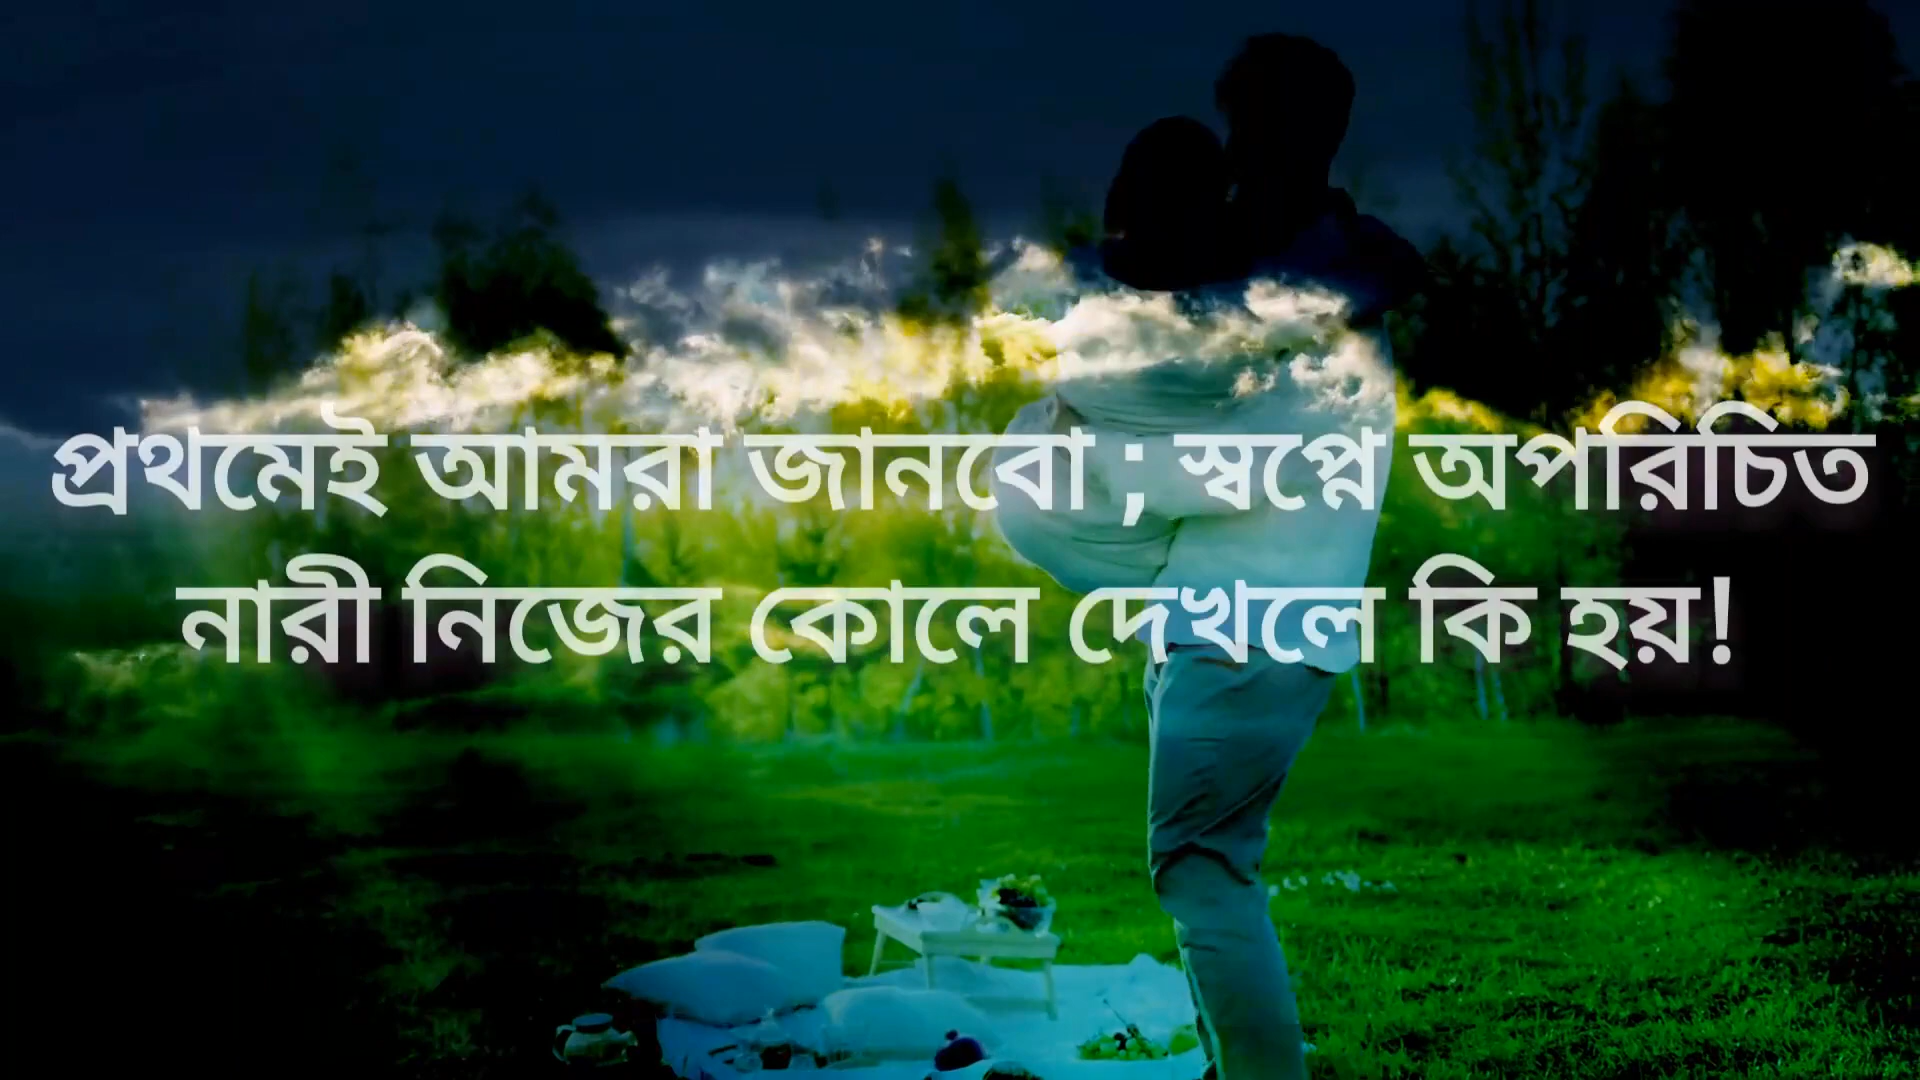 প্রথমেই আমরা জানবো ; স্বপ্নে অপরিচিত
নারী নিজের কোলে দেখলে কি হয়!